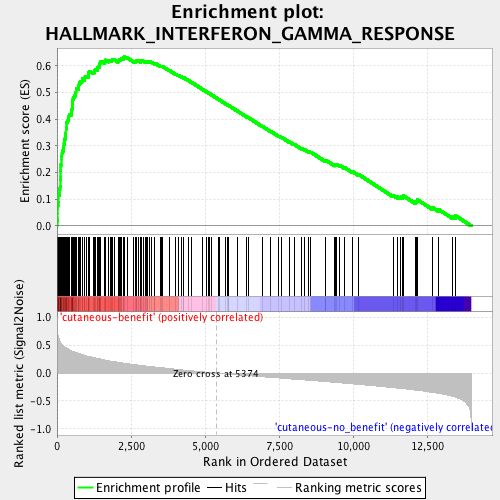 Enrichment plot:
HALLMARK_INTERFERON_GAMMA_RESPONSE
Enrichment score (ES)
0.6
0.5
0.4
0.3
0.2
0.1
0.0
'cutaneous-benefit' (positively correlated)
Ranked list metric (Signal2Noise)
1.0
0.5
0.0
-0.5
-1.0
Zero cross at 5374
'cutaneous-no_benefit' (negatively correlated)
0
2,500
5,000
7,500
10,000
12,500
Rank in Ordered Dataset
Enrichment profile
Hits
Ranking metric scores